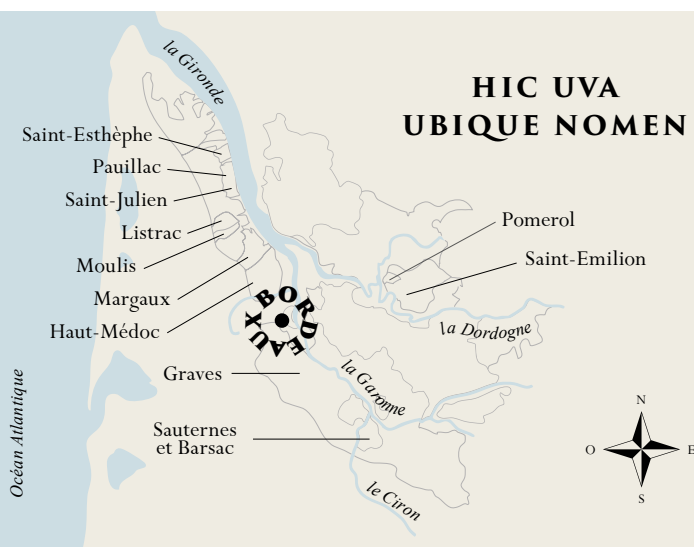 la Gironde
HIC UVA
UBIQUE NOMEN
Saint-Esthèphe
Pauillac
Saint-Julien
Listrac
Moulis
Margaux
Haut-Médoc
Pomerol
Saint-Emilion
BORDEAUX
la Dordogne
Graves
la Garonne
Sauternes
et Barsac
le Ciron
Océan Atlantique
N
O
E
S